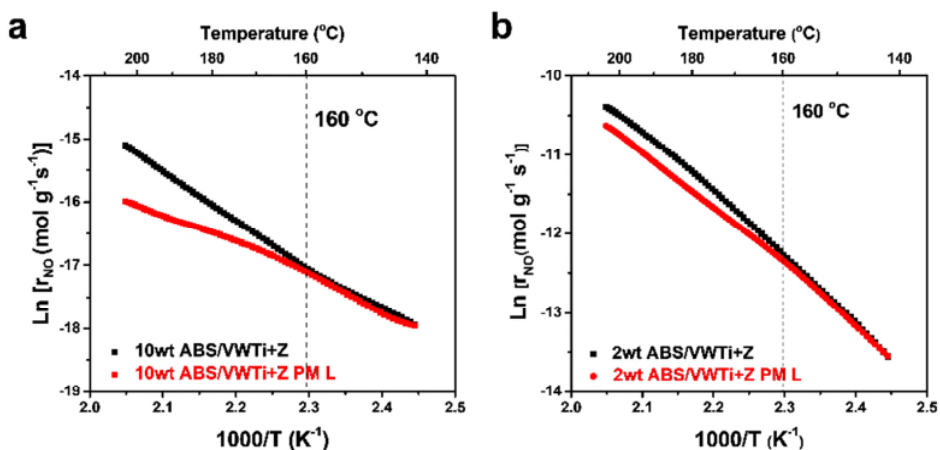 a
Temperature (°C)
200 180 160 140
-14
-15
-16
-17
-18
-19
Ln [rNO (mol g-1s-1)]
160 °C
10wt ABS/VWTi+Z
10wt ABS/VWTi+Z PM L
2.0 2.1 2.2 2.3 2.4 2.5
1000/T (K-1)
b
Temperature (°C)
200 180 160 140
-10
-11
-12
-13
-14
Ln [rNO(mol g-1 s-1)]
160 °C
2wt ABS/VWTi+Z
2wt ABS/VWTi+Z PM L
2.0 2.1 2.2 2.3 2.4 2.5
1000/T (K-1)